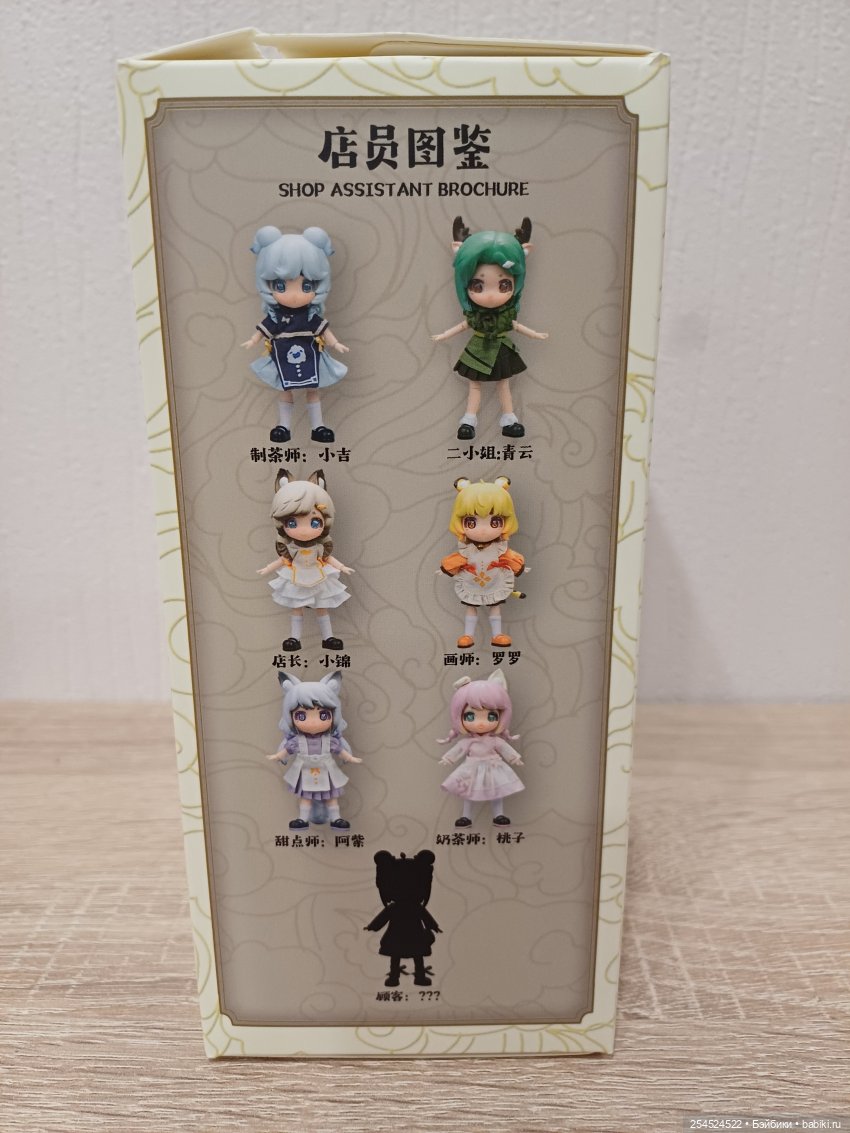 店员图鉴
SHOP ASSISTANT BROCHURE
制茶师：小吉
二小姐:青云
店长：小锦
画师：罗罗
甜点师：阿紫
奶茶师：桃子
顾客：???
254524522 • Бэйбики • babiki.ru